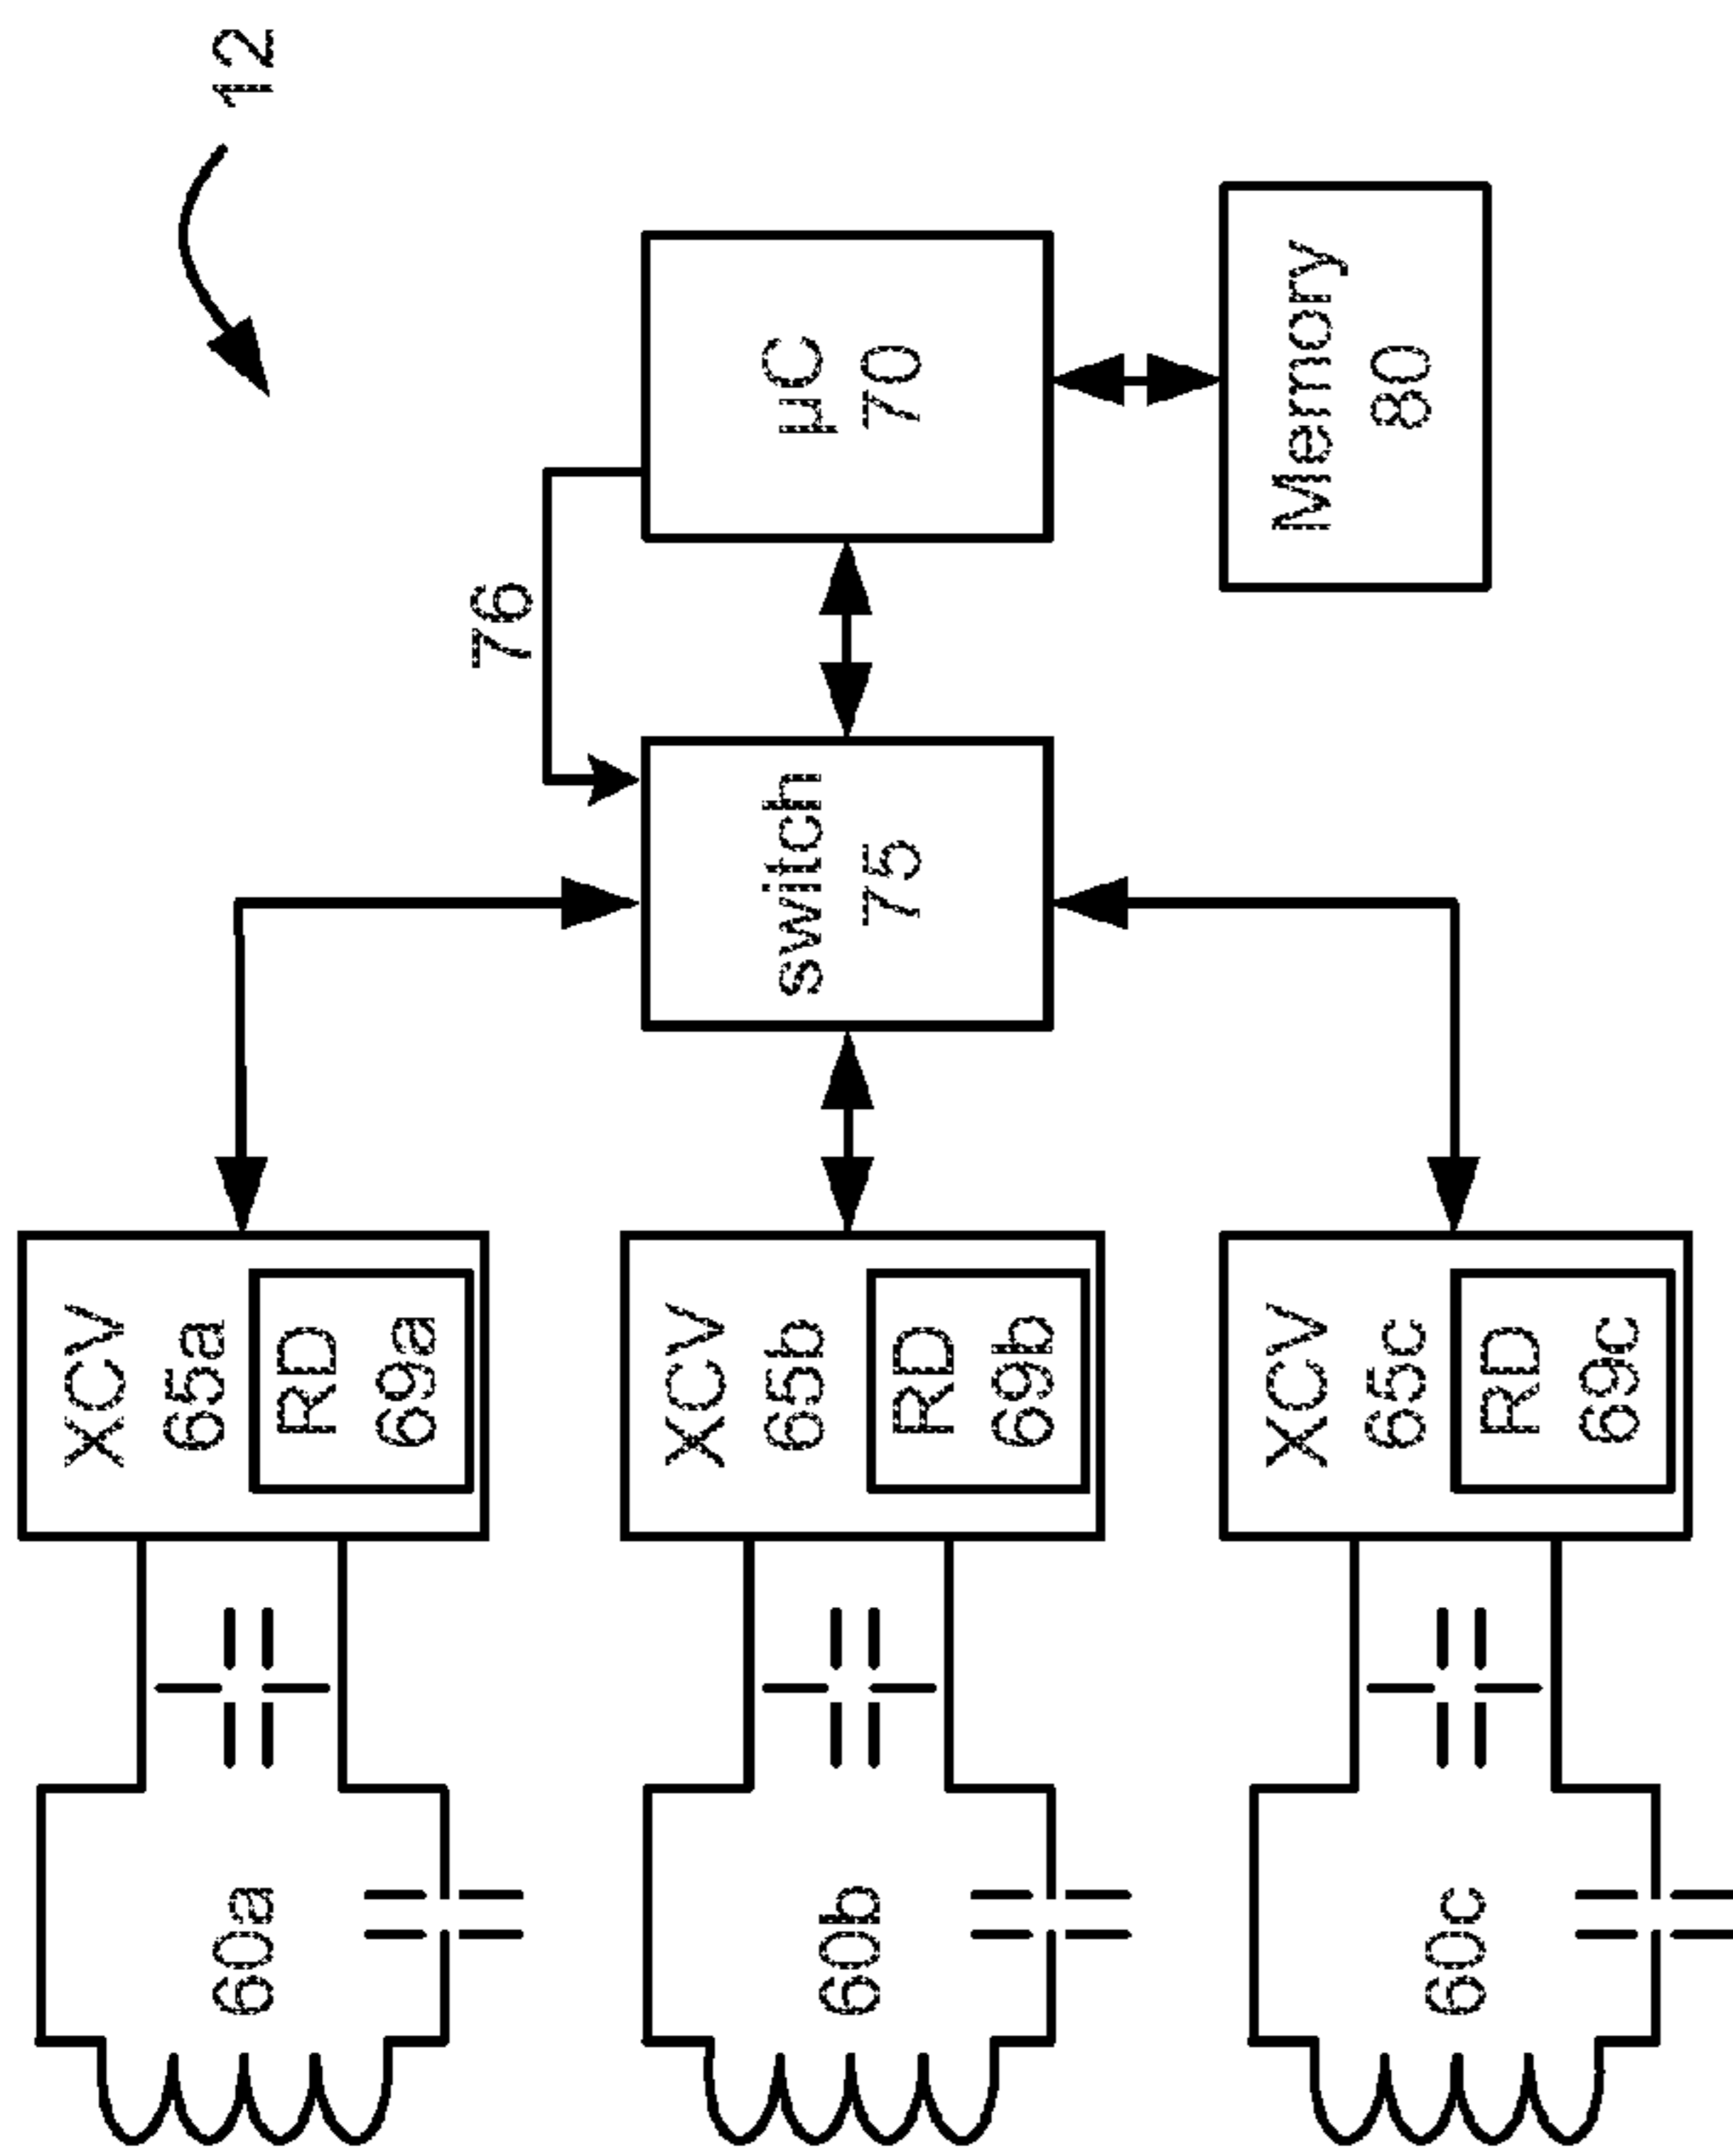 12
µC
70
Memory
80
76
switch
75
XCV
65a
RD
69a
XCV
65b
RD
69b
XCV
65c
RD
69c
60a
60b
60c